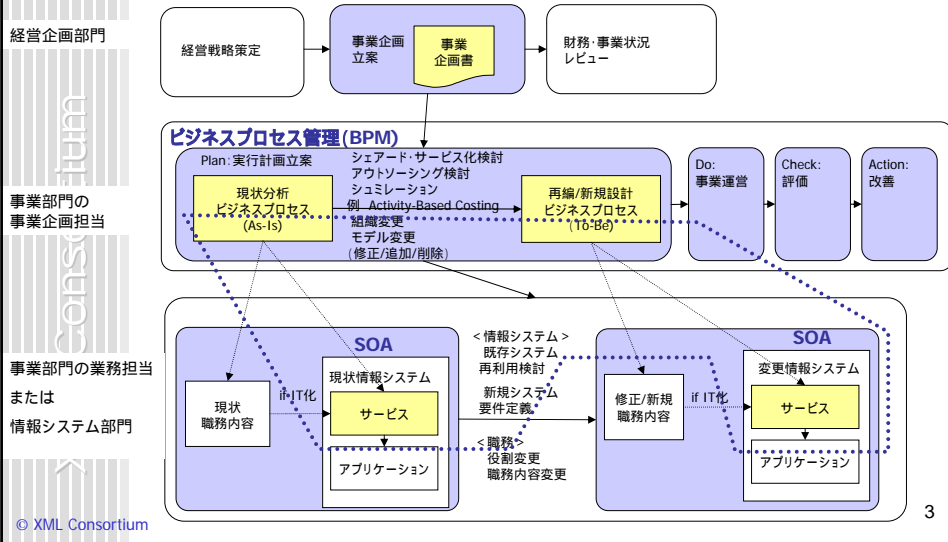 経営企画部門
経営戦略策定
事業企画
立案
事業
企画書
財務・事業状況
レビュー
ビジネスプロセス管理(BPM)
事業部門の
事業企画担当
Plan:実行計画立案
現状分析
ビジネスプロセス
(As-Is)
シェアード・サービス化検討
アウトソーシング検討
シュミレーション
例 Activity-Based Costing
組織変更
モデル変更
(修正/追加/削除)
再編/新規設計
ビジネスプロセス
(To-Be)
Do:
事業運営
Check:
評価
Action:
改善
事業部門の業務担当
または
情報システム部門
SOA
現状
職務内容
if IT化
現状情報システム
サービス
アプリケーション
<情報システム>
既存システム
再利用検討
新規システム
要件定義
<職務>
役割変更
職務内容変更
SOA
修正/新規
職務内容
if IT化
変更情報システム
サービス
アプリケーション
© XML Consortium
3